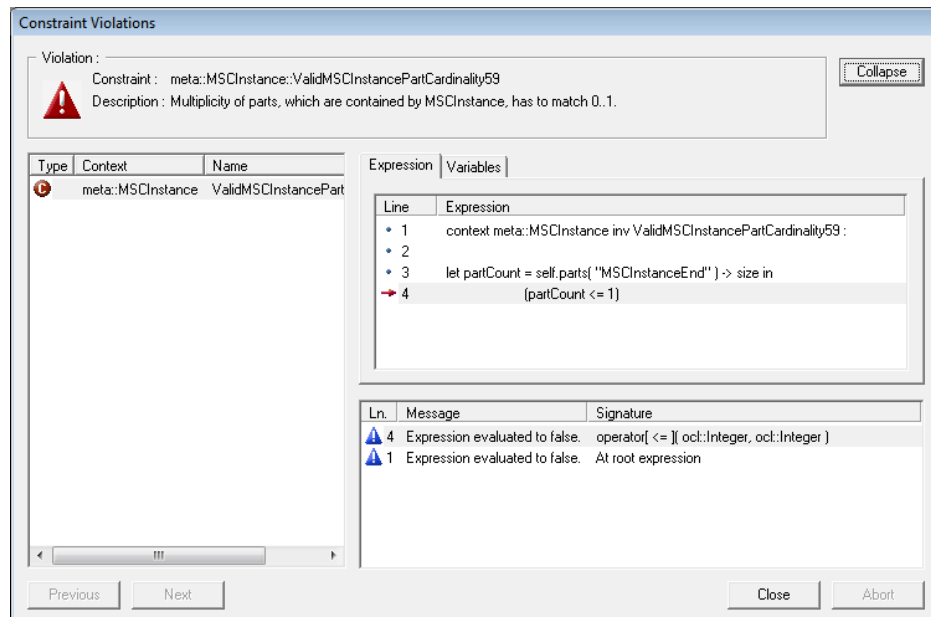 Constraint Violations
Violation :
Constraint : meta::MSCInstance::ValidMSCInstancePartCardinality59
Description : Multiplicity of parts, which are contained by MSCInstance, has to match 0..1.
Collapse
Type Context Name
C meta::MSCInstance ValidMSCInstancePart
Expression Variables
Line Expression
1 context meta::MSCInstance inv ValidMSCInstancePartCardinality59 :
2
3 let partCount = self.parts( "MSCInstanceEnd" ) -> size in
4 (partCount <= 1)
Ln. Message Signature
4 Expression evaluated to false. operator[ <= ]( ocl::Integer, ocl::Integer )
1 Expression evaluated to false. At root expression
Previous Next Close Abort